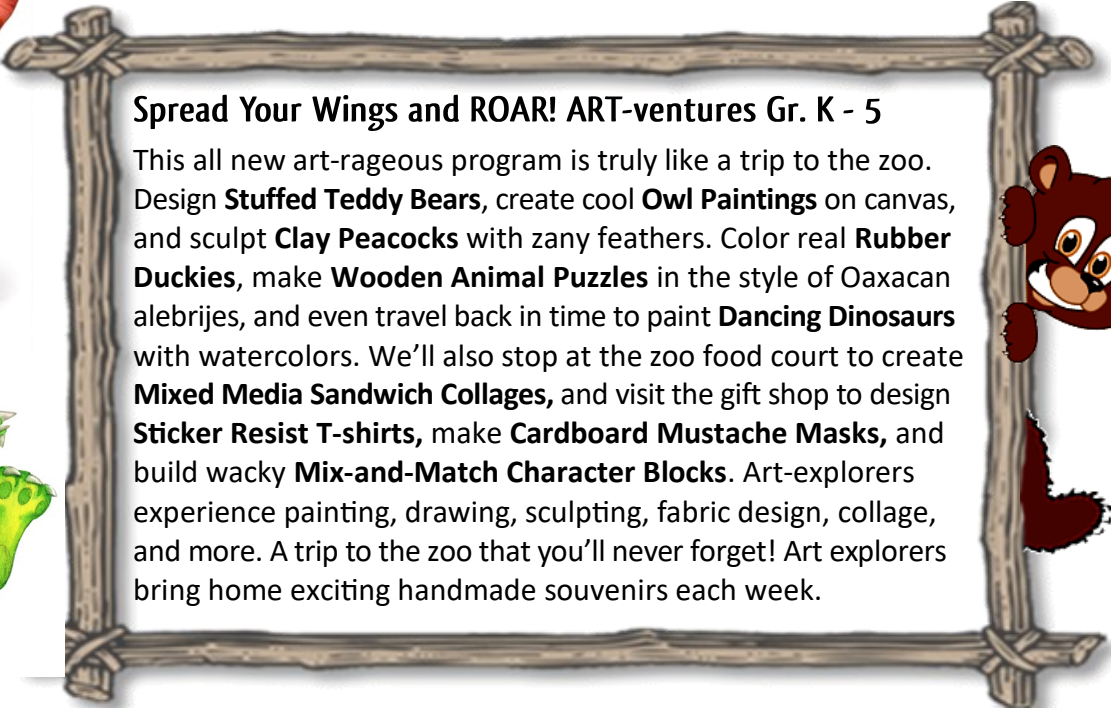 Spread Your Wings and ROAR! ART-ventures Gr. K - 5
This all new art-rageous program is truly like a trip to the zoo.
Design Stuffed Teddy Bears, create cool Owl Paintings on canvas,
and sculpt Clay Peacocks with zany feathers. Color real Rubber
Duckies, make Wooden Animal Puzzles in the style of Oaxacan
alebrijes, and even travel back in time to paint Dancing Dinosaurs
with watercolors. We’ll also stop at the zoo food court to create
Mixed Media Sandwich Collages, and visit the gift shop to design
Sticker Resist T-shirts, make Cardboard Mustache Masks, and
build wacky Mix-and-Match Character Blocks. Art-explorers
experience painting, drawing, sculpting, fabric design, collage,
and more. A trip to the zoo that you’ll never forget! Art explorers
bring home exciting handmade souvenirs each week.